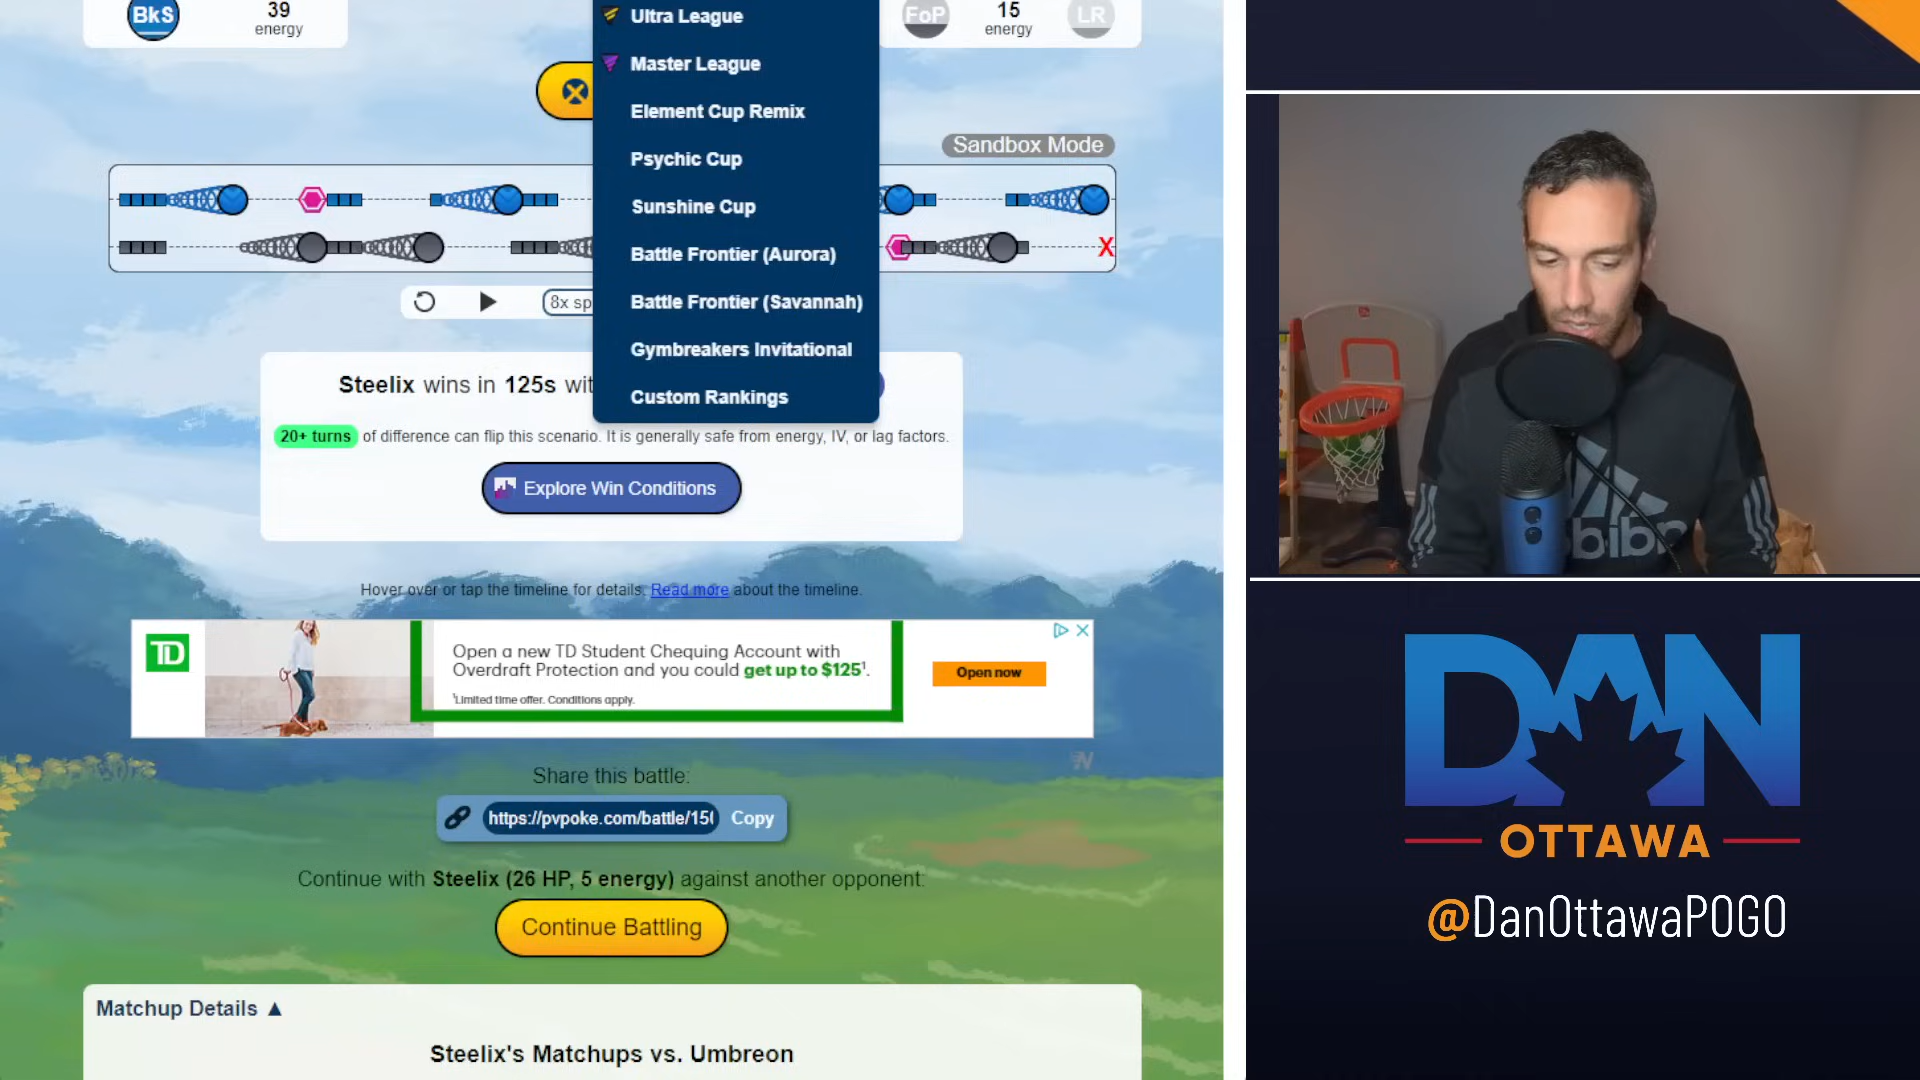 BkS
39
energy
Ultra League
FoP
15
energy
LR
Master League
Element Cup Remix
Psychic Cup
Sunshine Cup
Battle Frontier (Aurora)
Battle Frontier (Savannah)
Gymbreakers Invitational
Custom Rankings
Sandbox Mode
X
8x sp
Steelix wins in 125s wit
20+ turns of difference can flip this scenario. It is generally safe from energy, IV, or lag factors.
Explore Win Conditions
Hover over or tap the timeline for details. Read more about the timeline.
TD
Open a new TD Student Chequing Account with
Overdraft Protection and you could get up to $125¹.
¹Limited time offer. Conditions apply.
Open now
Share this battle:
https://pvpoke.com/battle/150
Copy
Continue with Steelix (26 HP, 5 energy) against another opponent:
Continue Battling
Matchup Details ▲
Steelix's Matchups vs. Umbreon
DAN
OTTAWA
@DanOttawaPOGO